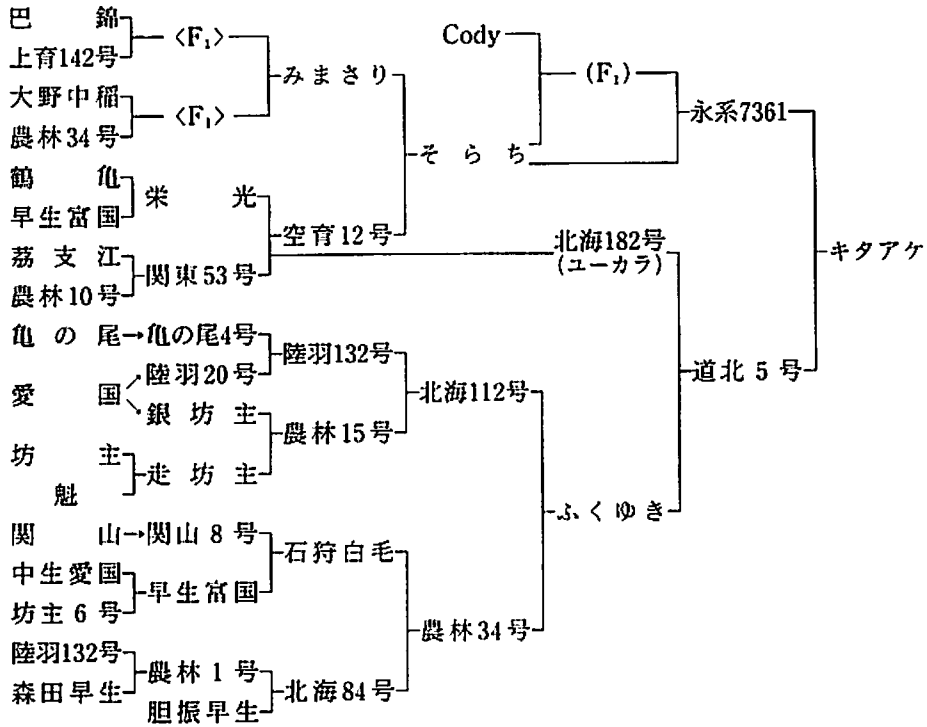 巴錦
〈F₁〉
上育142号
みまさり
大野中稲
〈F₁〉
農林34号
Cody
(F₁)
永系7361
そらち
鶴亀
栄光
早生富国
空育12号
茘支江
関東53号
農林10号
北海182号
(ユーカラ)
キタアケ
亀の尾→亀の尾4号
陸羽132号
愛国
陸羽20号
銀坊主
北海112号
道北5号
農林15号
坊主
走坊主
魁
ふくゆき
関山→関山8号
石狩白毛
中生愛国
早生富国
坊主6号
農林34号
陸羽132号
農林1号
森田早生
北海84号
胆振早生